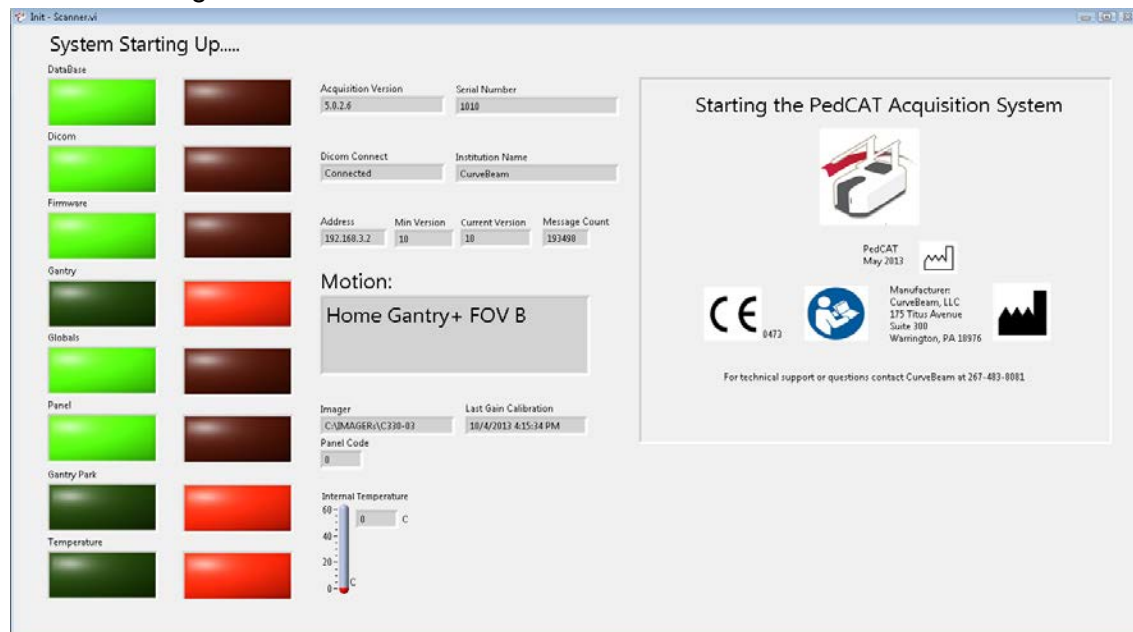 Init - Scanner.vi
System Starting Up.....
DataBase
Dicom
Firmware
Gantry
Globals
Panel
Gantry Park
Temperature
Acquisition Version
5.0.2.6
Serial Number
1010
Dicom Connect
Connected
Institution Name
CurveBeam
Address
192.168.3.2
Min Version
10
Current Version
10
Message Count
193498
Motion:
Home Gantry+ FOV B
Imager
C:\IMAGERs\C330-03
Last Gain Calibration
10/4/2013 4:15:34 PM
Panel Code
0
Internal Temperature
60
40
20
0
0 C
C
Starting the PedCAT Acquisition System
PedCAT
May 2013
CE 0473
Manufacturer:
CurveBeam, LLC
175 Titus Avenue
Suite 300
Warrington, PA 18976
For technical support or questions contact CurveBeam at 267-483-8081